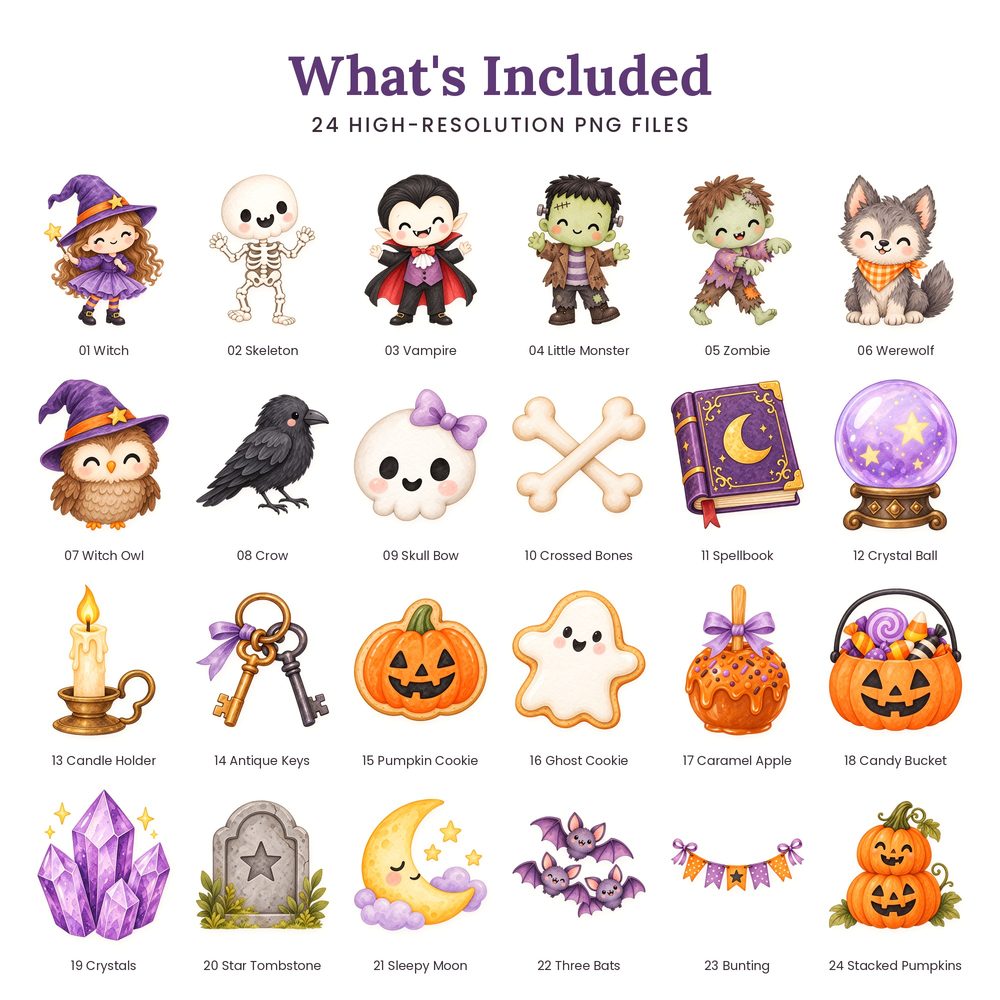 What's Included
24 HIGH-RESOLUTION PNG FILES
01 Witch
02 Skeleton
03 Vampire
04 Little Monster
05 Zombie
06 Werewolf
07 Witch Owl
08 Crow
09 Skull Bow
10 Crossed Bones
11 Spellbook
12 Crystal Ball
13 Candle Holder
14 Antique Keys
15 Pumpkin Cookie
16 Ghost Cookie
17 Caramel Apple
18 Candy Bucket
19 Crystals
20 Star Tombstone
21 Sleepy Moon
22 Three Bats
23 Bunting
24 Stacked Pumpkins